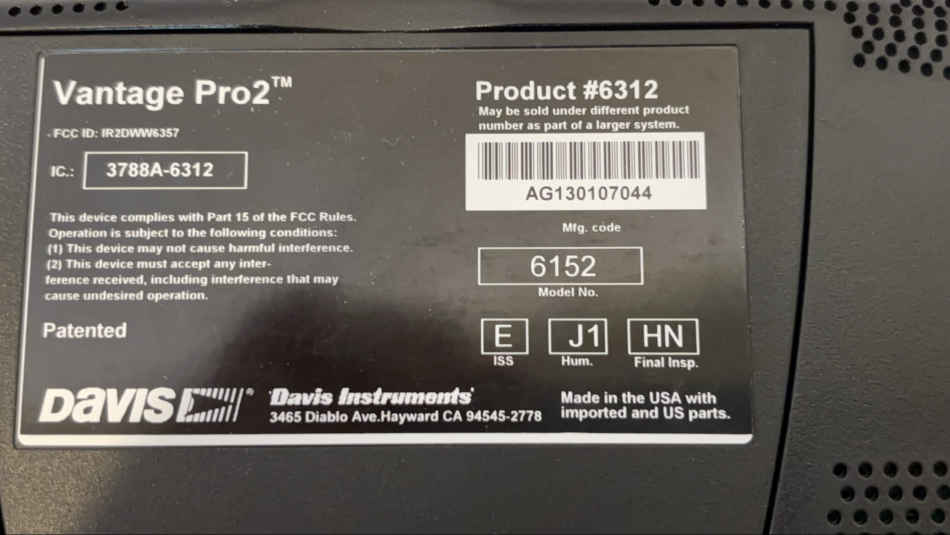 Vantage Pro2™
FCC ID: IR2DWW6357
IC.: 3788A-6312
This device complies with Part 15 of the FCC Rules.
Operation is subject to the following conditions:
(1) This device may not cause harmful interference.
(2) This device must accept any inter-
ference received, including interference that may
cause undesired operation.
Patented
DAVIS ®
Davis Instruments
3465 Diablo Ave.Hayward CA 94545-2778
Product #6312
May be sold under different product
number as part of a larger system.
AG130107044
Mfg. code
6152
Model No.
E J1 HN
ISS Hum. Final Insp.
Made in the USA with
imported and US parts.